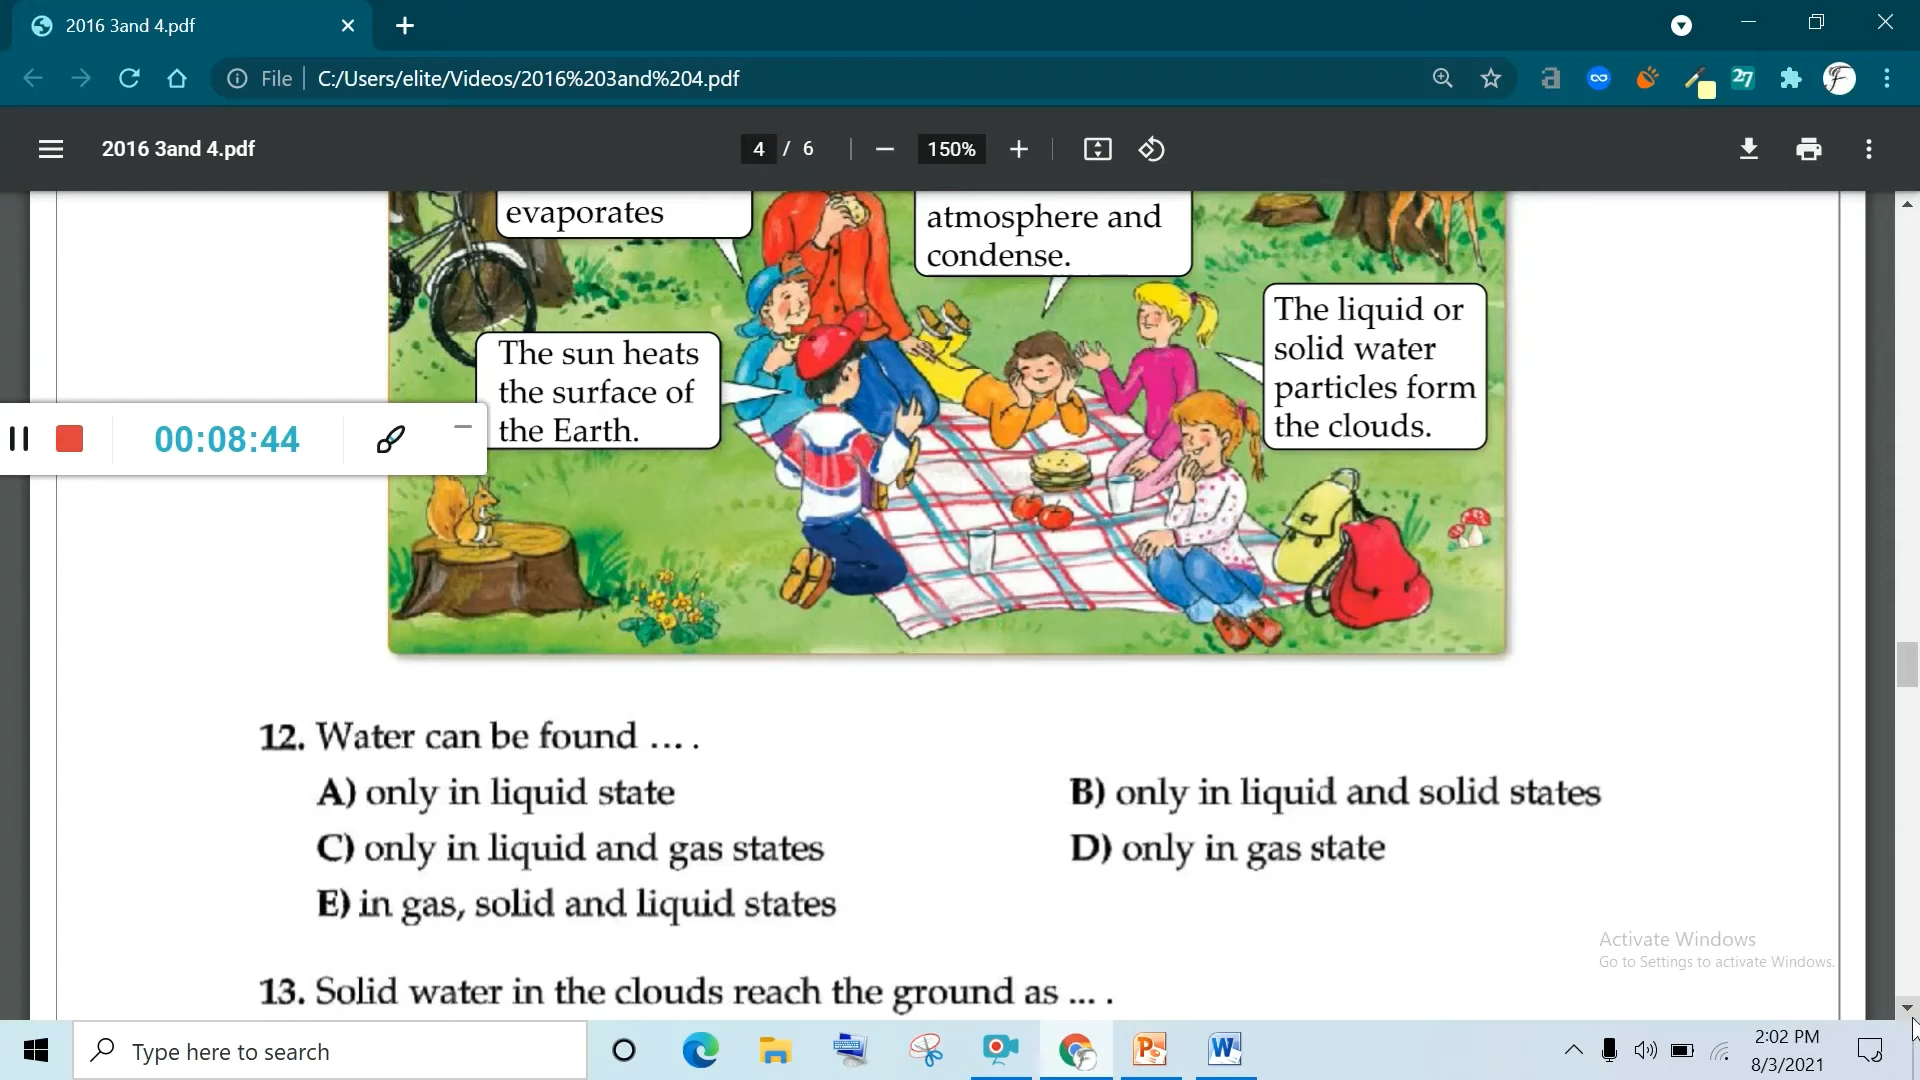 2016 3and 4.pdf
File
C:/Users/elite/Videos/2016%203and%204.pdf
27
2016 3and 4.pdf
4 / 6
150%
evaporates
atmosphere and
condense.
The liquid or
solid water
particles form
the clouds.
The sun heats
the surface of
the Earth.
00:08:44
12. Water can be found ....
A) only in liquid state
B) only in liquid and solid states
C) only in liquid and gas states
D) only in gas state
E) in gas, solid and liquid states
Activate Windows
Go to Settings to activate Windows.
13. Solid water in the clouds reach the ground as ....
Type here to search
2:02 PM
8/3/2021